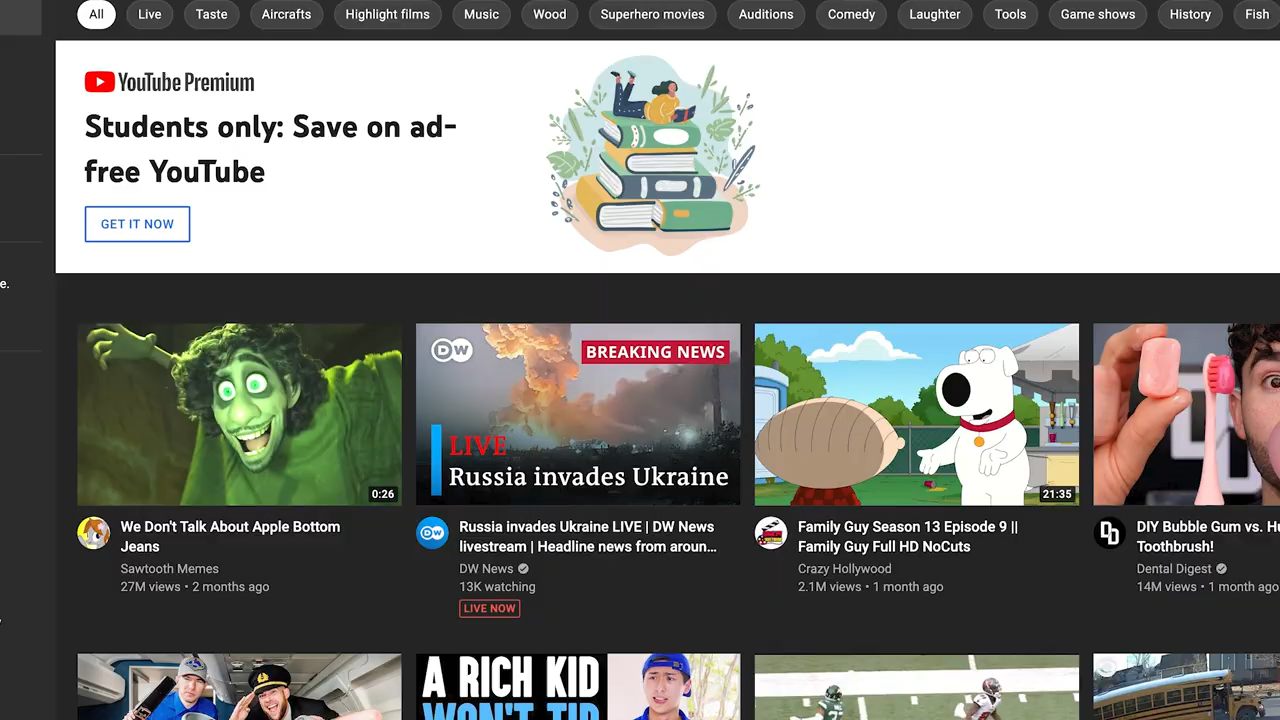 All
Live
Taste
Aircrafts
Highlight films
Music
Wood
Superhero movies
Auditions
Comedy
Laughter
Tools
Game shows
History
Fish
YouTube Premium
Students only: Save on ad-
free YouTube
GET IT NOW
e.
0:26
We Don't Talk About Apple Bottom
Jeans
Sawtooth Memes
27M views • 2 months ago
DW
BREAKING NEWS
LIVE
Russia invades Ukraine
Russia invades Ukraine LIVE | DW News
livestream | Headline news from aroun...
DW News
13K watching
LIVE NOW
21:35
Family Guy Season 13 Episode 9 ||
Family Guy Full HD NoCuts
Crazy Hollywood
2.1M views • 1 month ago
DIY Bubble Gum vs. Hu
Toothbrush!
Dental Digest
14M views • 1 month ago
A RICH KID
WON'T TIP